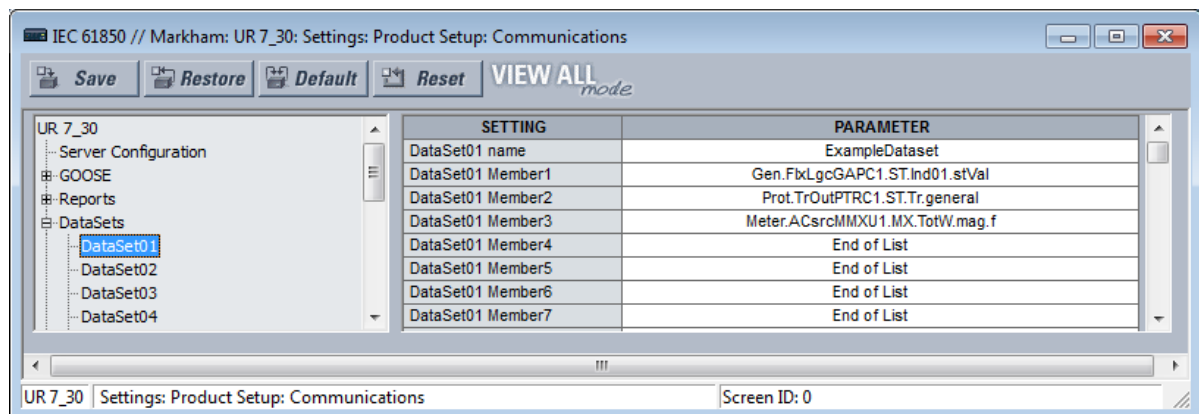 IEC 61850 // Markham: UR 7_30: Settings: Product Setup: Communications
Save Restore Default Reset VIEW ALL mode
UR 7_30
Server Configuration
GOOSE
Reports
DataSets
DataSet01
DataSet02
DataSet03
DataSet04
SETTING PARAMETER
DataSet01 name ExampleDataset
DataSet01 Member1 Gen.FlxLgcGAPC1.ST.Ind01.stVal
DataSet01 Member2 Prot.TrOutPTRC1.ST.Tr.general
DataSet01 Member3 Meter.ACsrcMMXU1.MX.TotW.mag.f
DataSet01 Member4 End of List
DataSet01 Member5 End of List
DataSet01 Member6 End of List
DataSet01 Member7 End of List
UR 7_30 Settings: Product Setup: Communications Screen ID: 0